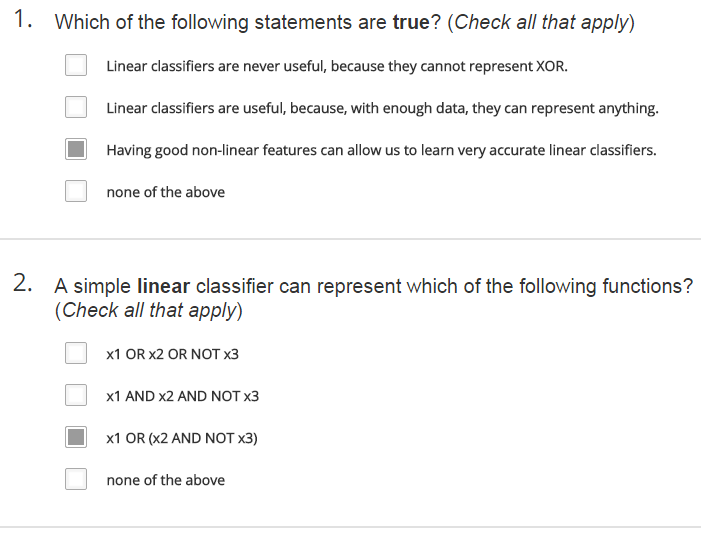 1. Which of the following statements are true? (Check all that apply)
Linear classifiers are never useful, because they cannot represent XOR.
Linear classifiers are useful, because, with enough data, they can represent anything.
Having good non-linear features can allow us to learn very accurate linear classifiers.
none of the above
2. A simple linear classifier can represent which of the following functions?
(Check all that apply)
x1 OR x2 OR NOT x3
x1 AND x2 AND NOT x3
x1 OR (x2 AND NOT x3)
none of the above